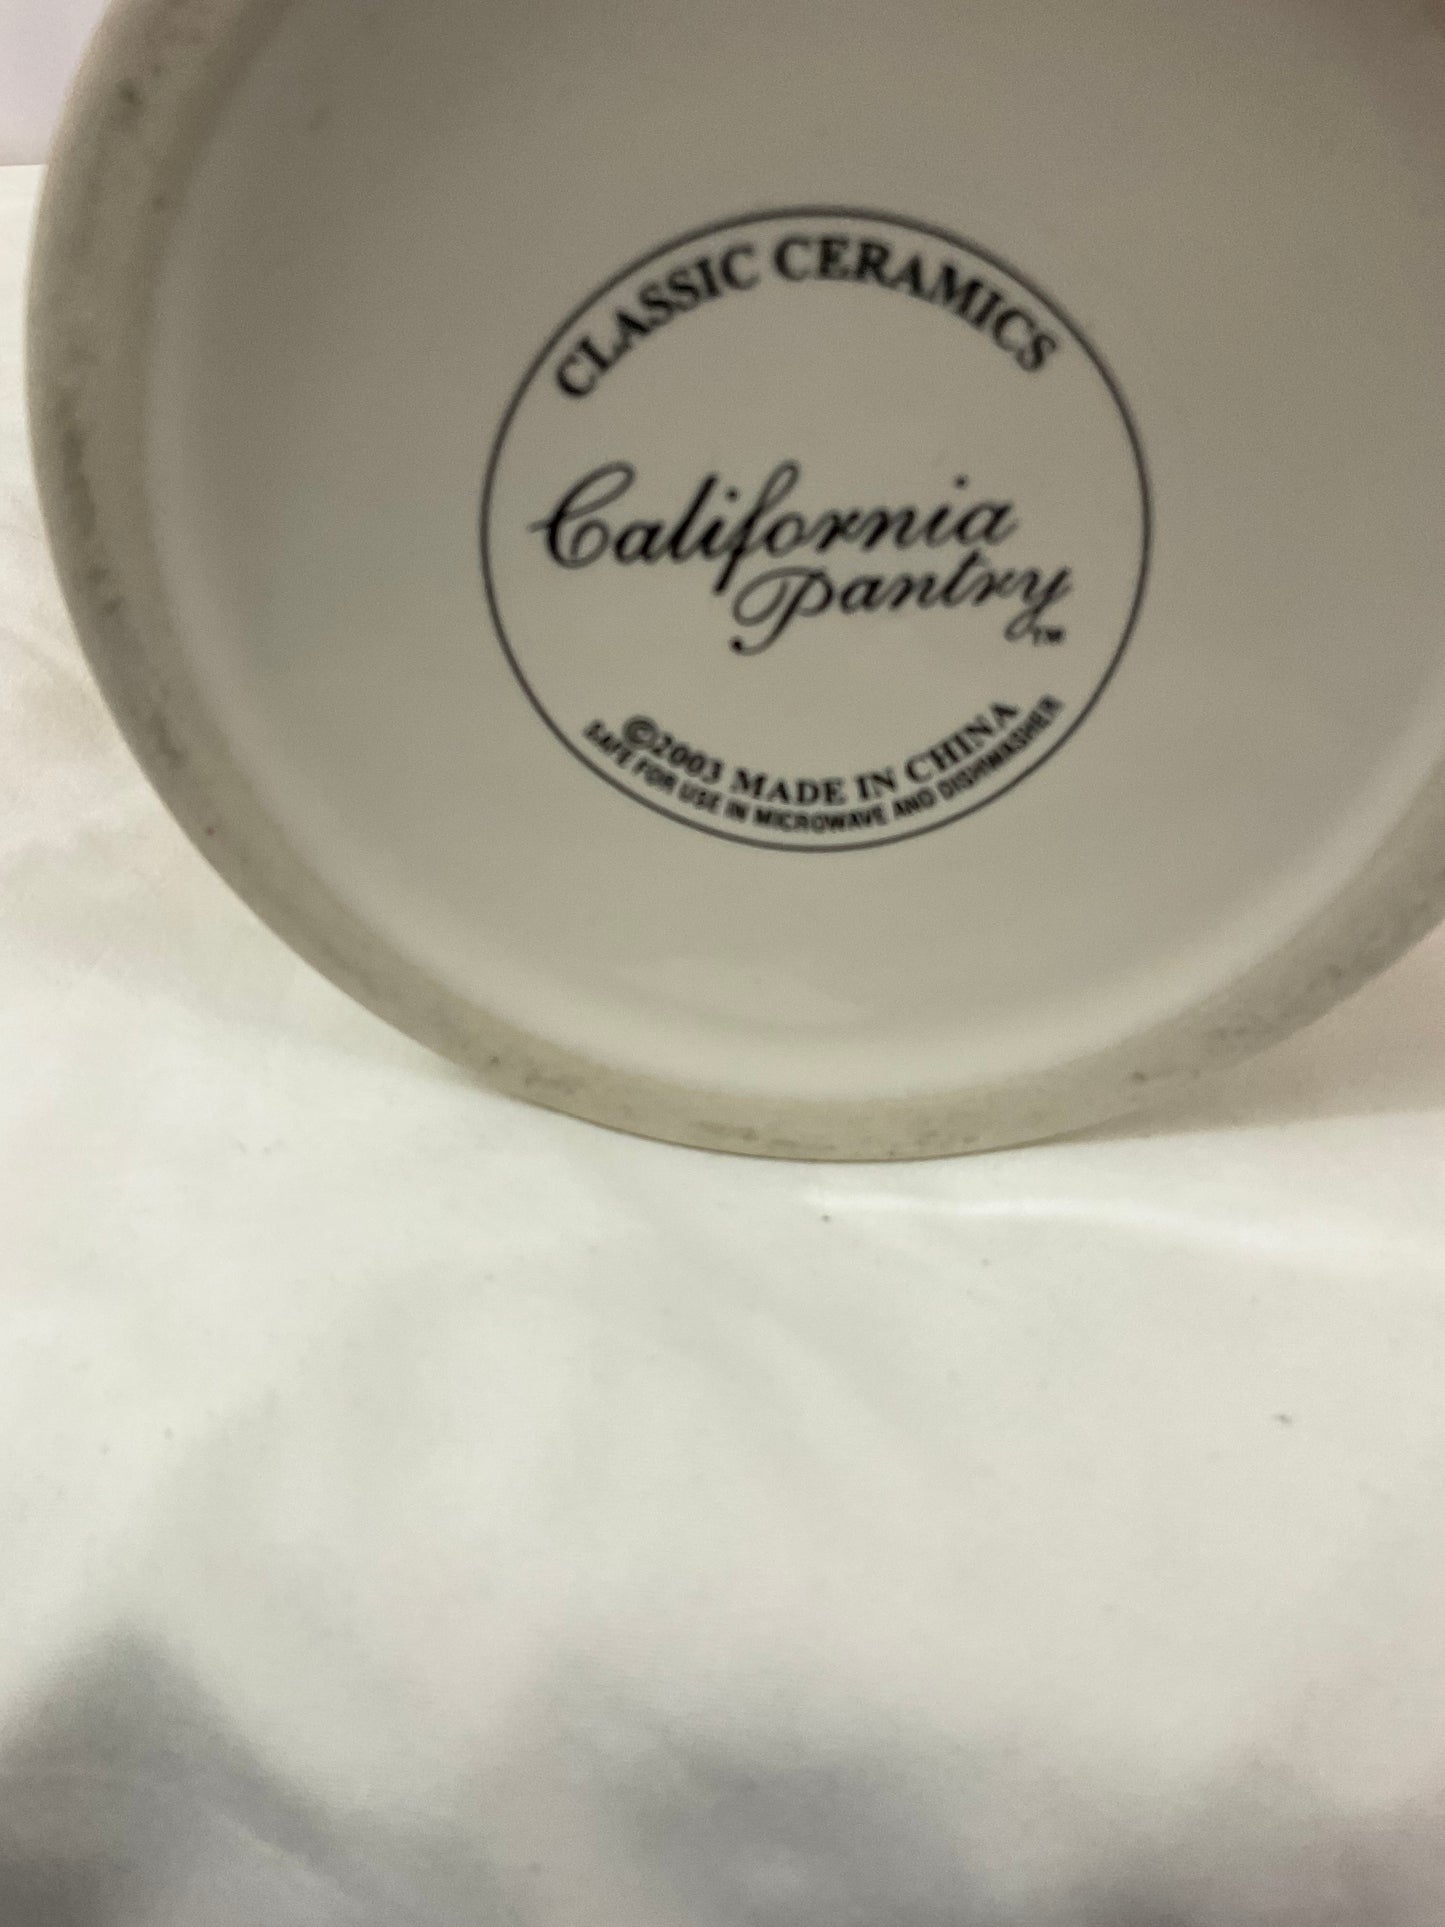 CLASSIC CERAMICS
California
Pantry
TM
©2003 MADE IN CHINA
SAFE FOR USE IN MICROWAVE AND DISHWASHER